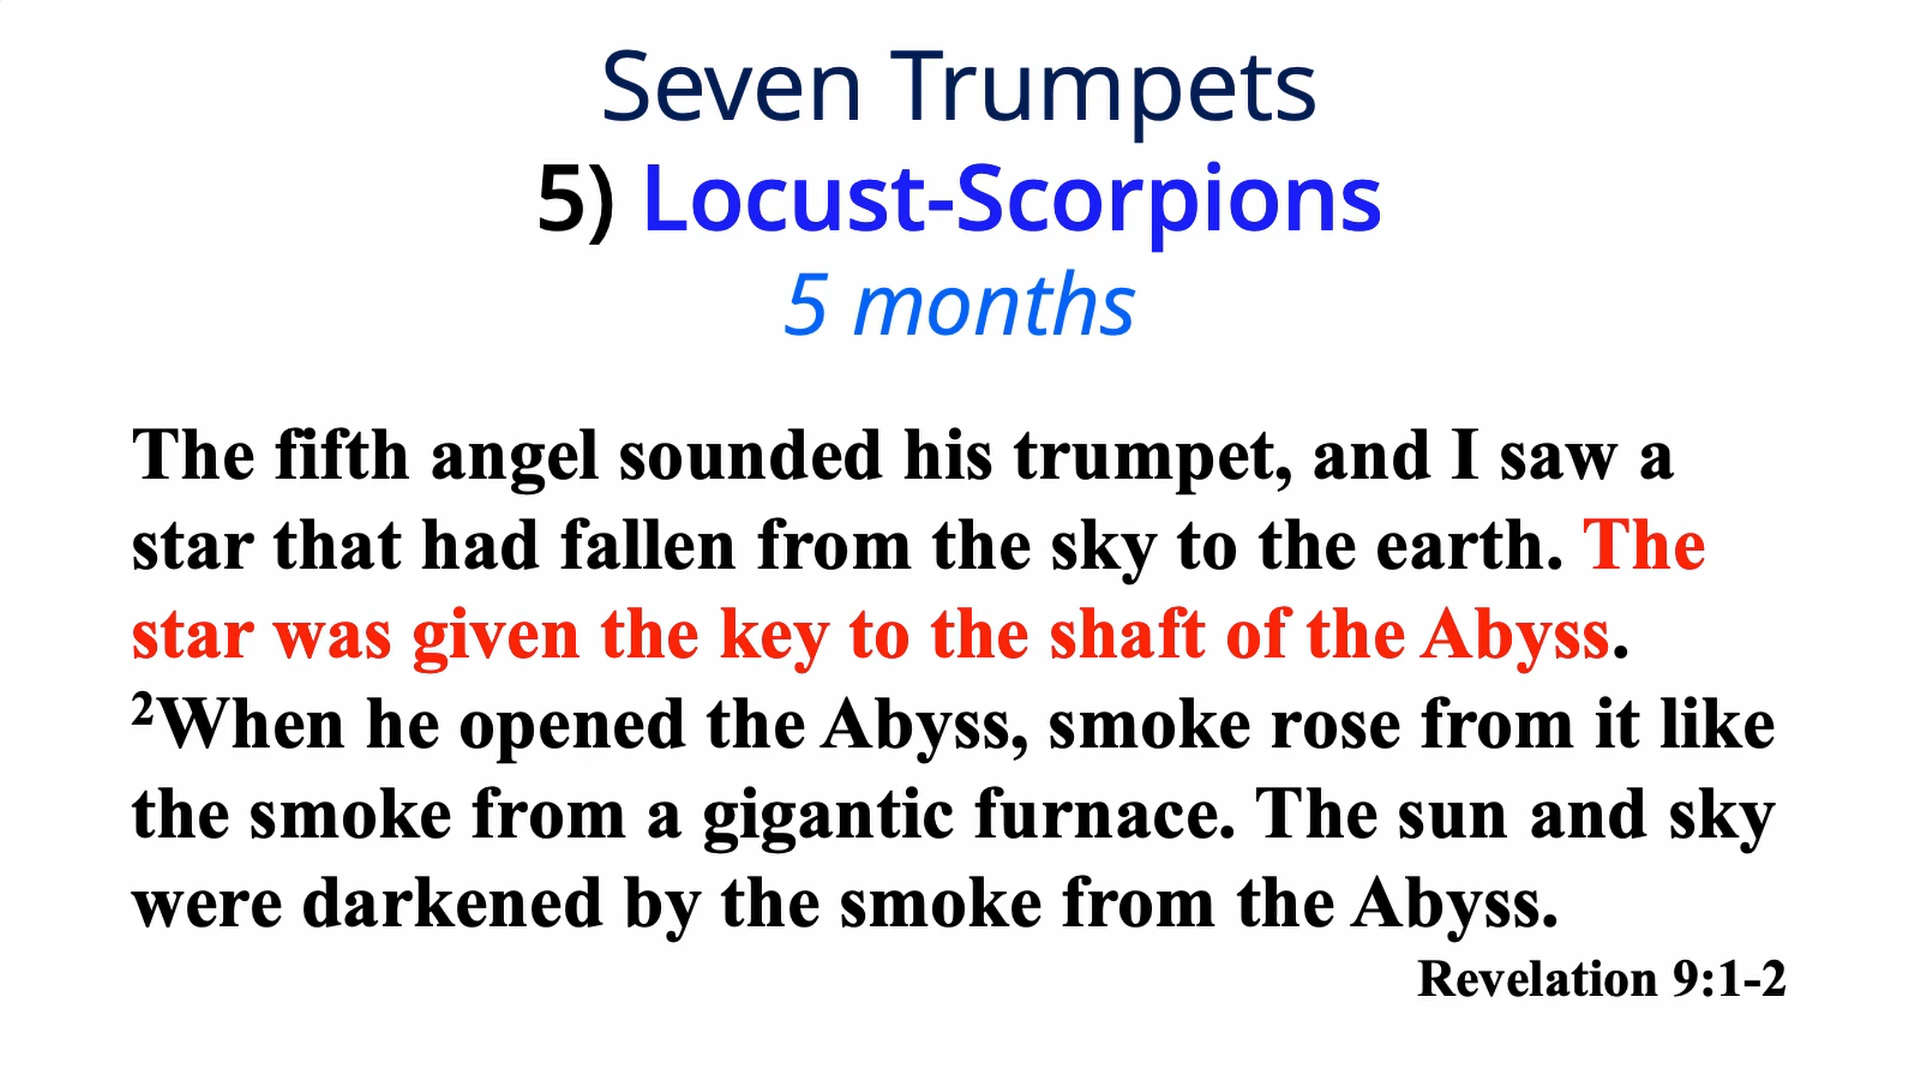 Seven Trumpets
5) Locust-Scorpions
5 months
The fifth angel sounded his trumpet, and I saw a
star that had fallen from the sky to the earth. The
star was given the key to the shaft of the Abyss.
²When he opened the Abyss, smoke rose from it like
the smoke from a gigantic furnace. The sun and sky
were darkened by the smoke from the Abyss.
Revelation 9:1-2